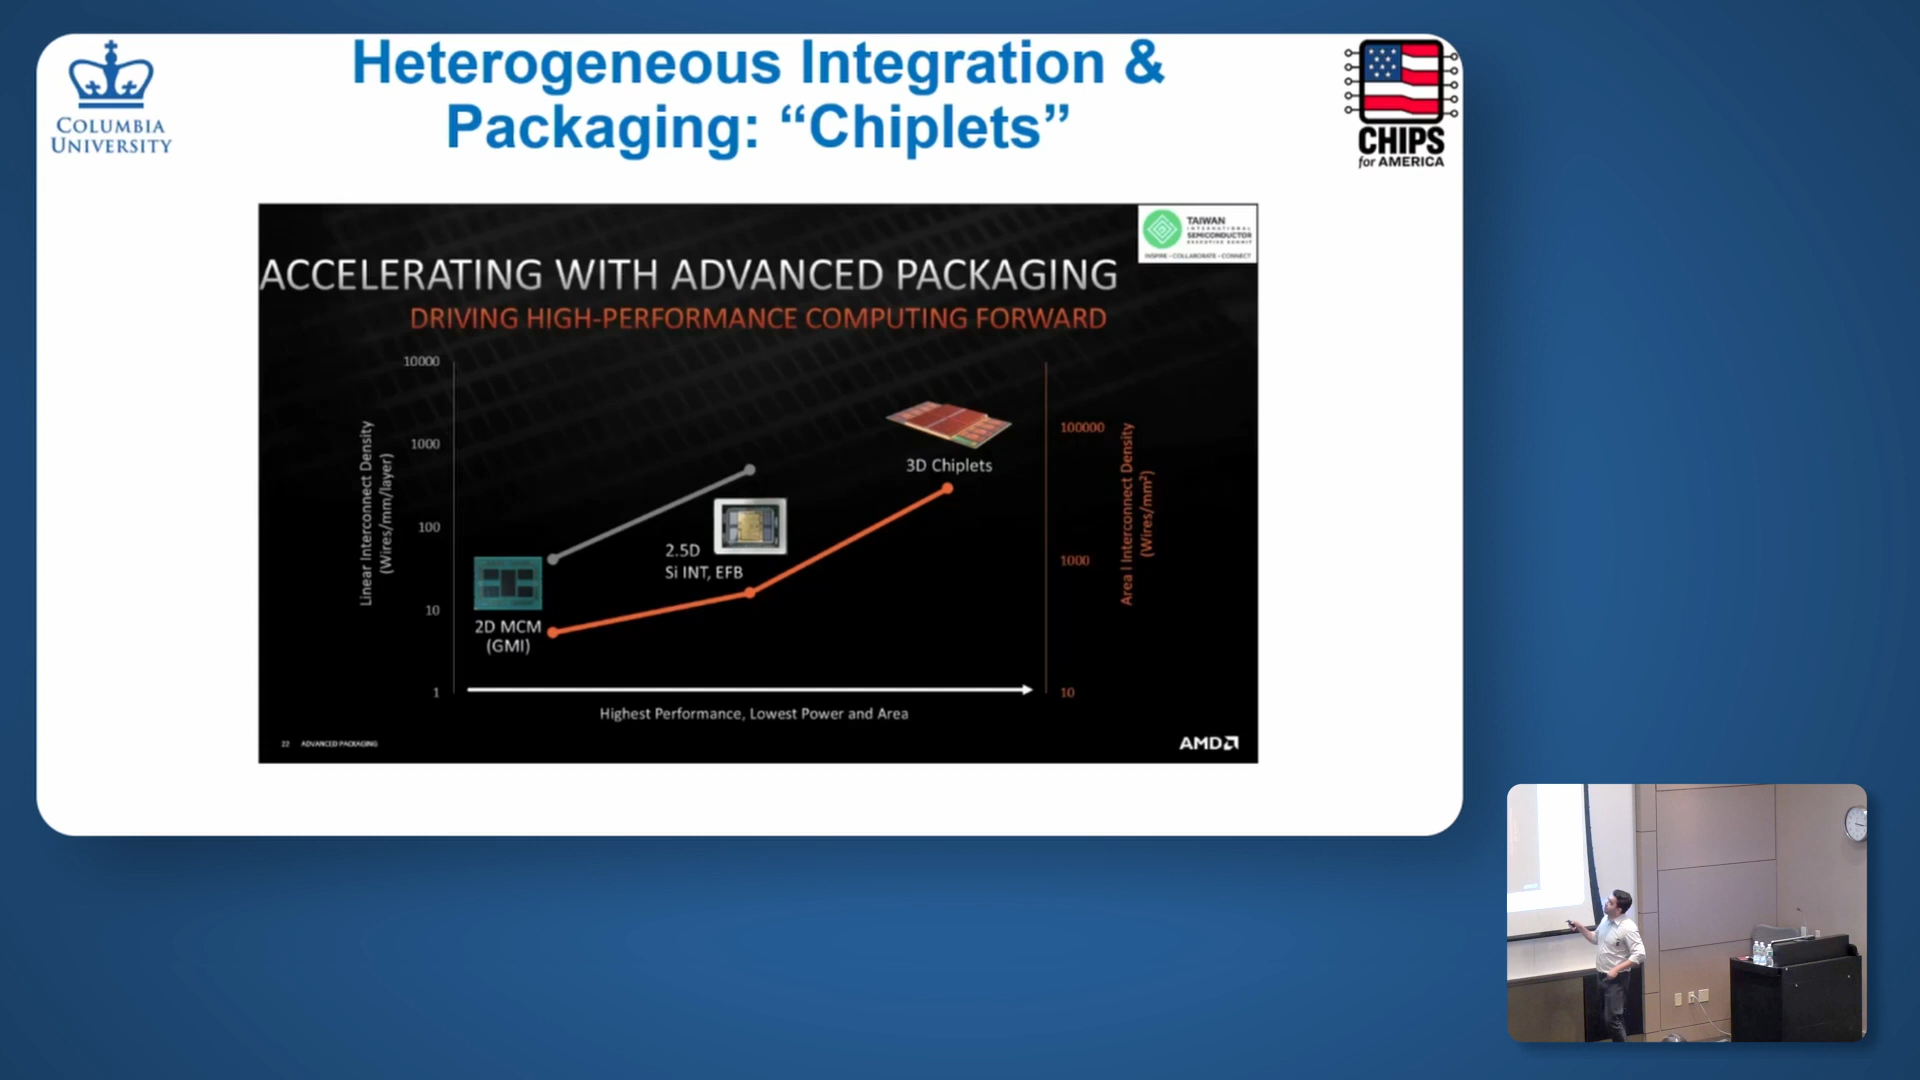 Heterogeneous Integration &
Packaging: “Chiplets”
COLUMBIA
UNIVERSITY
CHIPS
for AMERICA
TAIWAN
INTERNATIONAL
SEMICONDUCTOR
EXECUTIVE SUMMIT
INSPIRE - COLLABORATE - CONNECT
ACCELERATING WITH ADVANCED PACKAGING
DRIVING HIGH-PERFORMANCE COMPUTING FORWARD
Linear Interconnect Density
(Wires/mm/layer)
10000
1000
100
10
1
2D MCM
(GMI)
2.5D
Si INT, EFB
3D Chiplets
100000
1000
10
Area l Interconnect Density
(Wires/mm²)
Highest Performance, Lowest Power and Area
22 ADVANCED PACKAGING
AMD